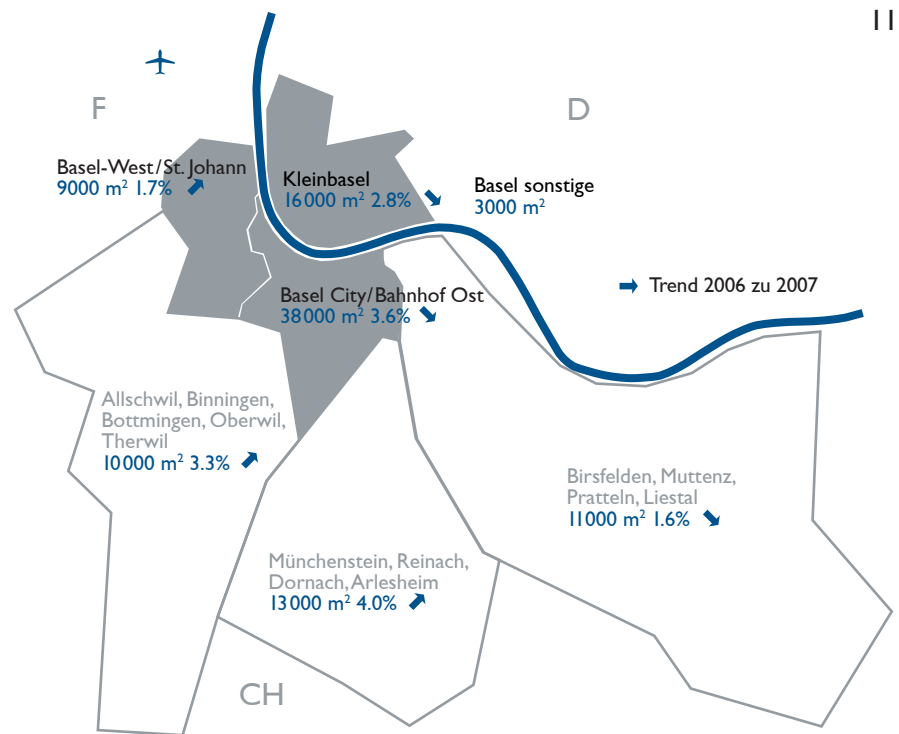 11
F
D
Basel-West/St. Johann
9000 m² 1.7%
Kleinbasel
16000 m² 2.8%
Basel sonstige
3000 m²
Trend 2006 zu 2007
Basel City/Bahnhof Ost
38000 m² 3.6%
Allschwil, Binningen,
Bottmingen, Oberwil,
Therwil
10000 m² 3.3%
Birsfelden, Muttenz,
Pratteln, Liestal
11000 m² 1.6%
Münchenstein, Reinach,
Dornach, Arlesheim
13000 m² 4.0%
CH